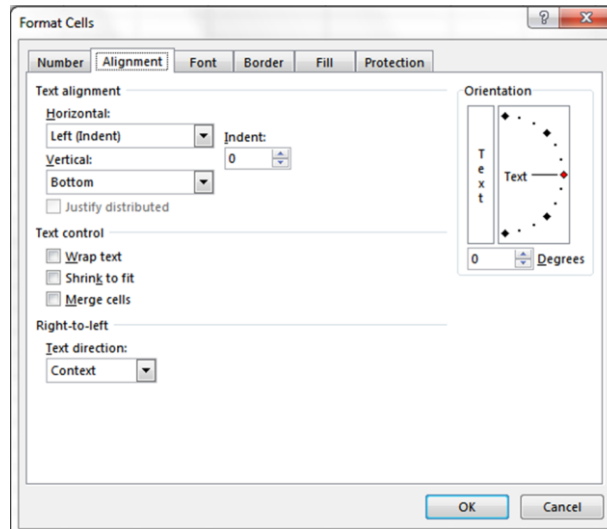 Format Cells
Number Alignment Font Border Fill Protection
Text alignment
Horizontal:
Left (Indent)
Indent:
0
Vertical:
Bottom
Justify distributed
Text control
Wrap text
Shrink to fit
Merge cells
Right-to-left
Text direction:
Context
Orientation
Text
Text
0 Degrees
OK Cancel